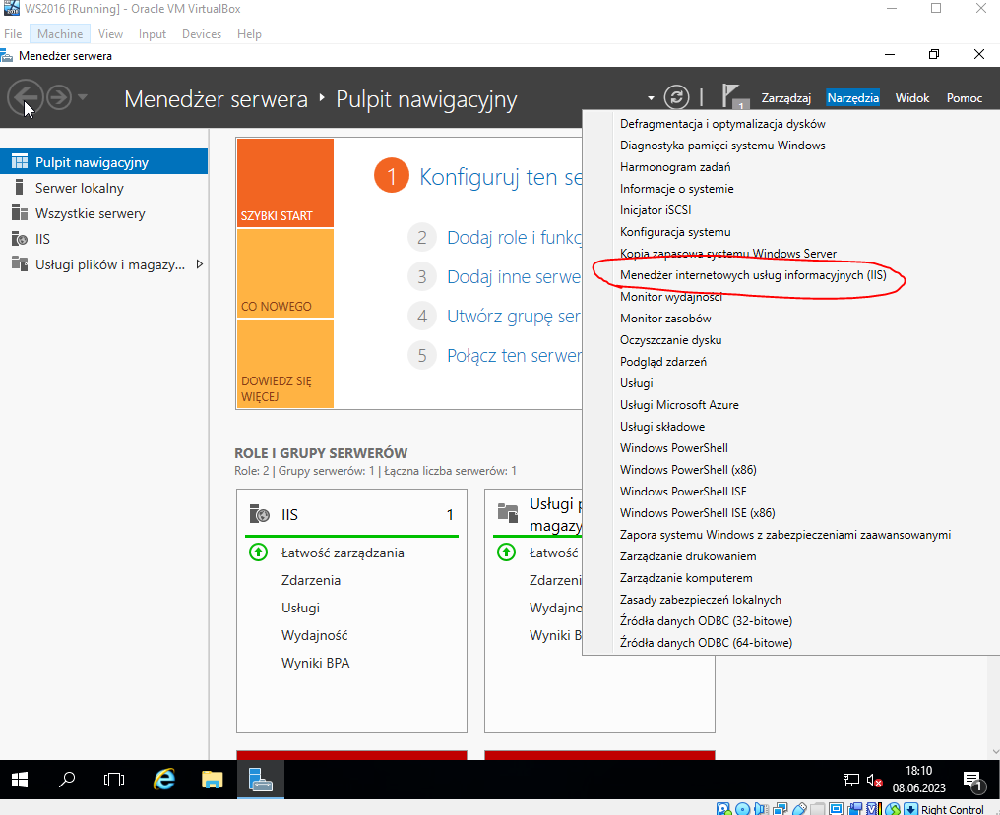 WS2016 [Running] - Oracle VM VirtualBox
File Machine View Input Devices Help
Menedżer serwera
Menedżer serwera Pulpit nawigacyjny
1
Zarządzaj Narzędzia Widok Pomoc
Pulpit nawigacyjny
Serwer lokalny
Wszystkie serwery
IIS
Usługi plików i magazy...
SZYBKI START
CO NOWEGO
DOWIEDZ SIĘ
WIĘCEJ
1 Konfiguruj ten se
2 Dodaj role i funkc
3 Dodaj inne serwe
4 Utwórz grupę ser
5 Połącz ten serwer
Defragmentacja i optymalizacja dysków
Diagnostyka pamięci systemu Windows
Harmonogram zadań
Informacje o systemie
Inicjator iSCSI
Konfiguracja systemu
Kopia zapasowa systemu Windows Server
Menedżer internetowych usług informacyjnych (IIS)
Monitor wydajności
Monitor zasobów
Oczyszczanie dysku
Podgląd zdarzeń
Usługi
Usługi Microsoft Azure
Usługi składowe
Windows PowerShell
Windows PowerShell (x86)
Windows PowerShell ISE
Windows PowerShell ISE (x86)
Zapora systemu Windows z zabezpieczeniami zaawansowanymi
Zarządzanie drukowaniem
Zarządzanie komputerem
Zasady zabezpieczeń lokalnych
Źródła danych ODBC (32-bitowe)
Źródła danych ODBC (64-bitowe)
ROLE I GRUPY SERWERÓW
Role: 2 | Grupy serwerów: 1 | Łączna liczba serwerów: 1
IIS 1
Łatwość zarządzania
Zdarzenia
Usługi
Wydajność
Wyniki BPA
Usługi p
magazy
Łatwość
Zdarzeni
Wydajno
Wyniki B
18:10
08.06.2023
1
Right Control